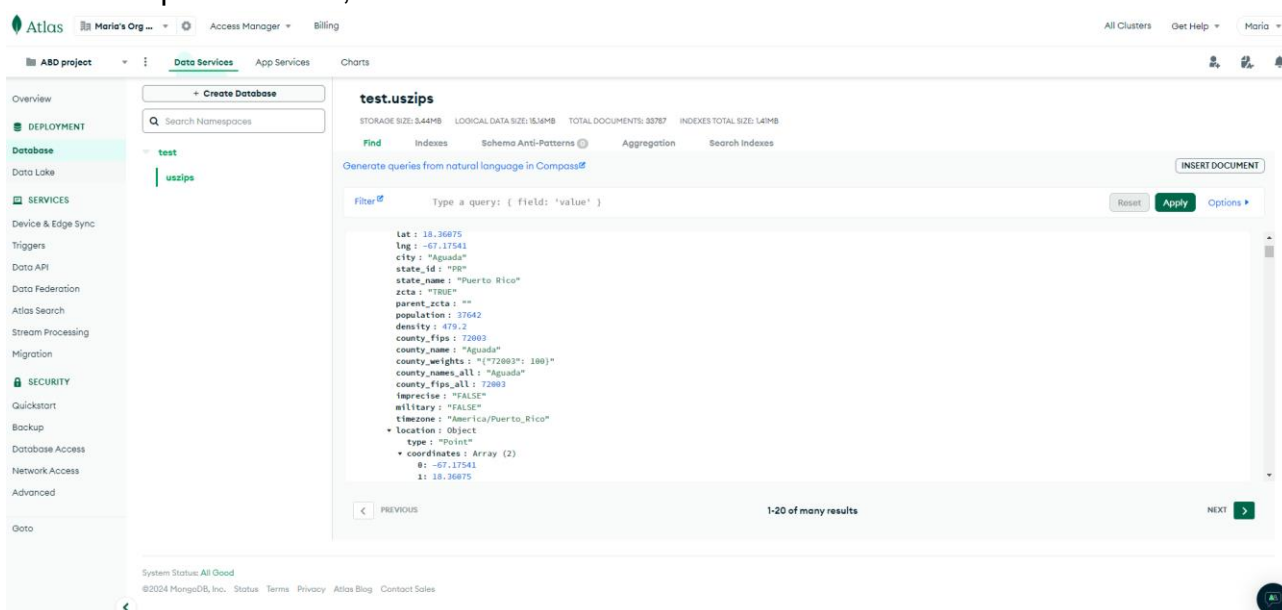 Atlas
Maria's Org ...
Access Manager
Billing
All Clusters
Get Help
Maria
ABD project
Data Services
App Services
Charts
Overview
DEPLOYMENT
Database
Data Lake
SERVICES
Device & Edge Sync
Triggers
Data API
Data Federation
Atlas Search
Stream Processing
Migration
SECURITY
Quickstart
Backup
Database Access
Network Access
Advanced
Goto
+ Create Database
Search Namespaces
test
uszips
test.uszips
STORAGE SIZE: 3.44MB LOGICAL DATA SIZE: 15.16MB TOTAL DOCUMENTS: 33787 INDEXES TOTAL SIZE: 1.41MB
Find Indexes Schema Anti-Patterns 0 Aggregation Search Indexes
Generate queries from natural language in Compass
INSERT DOCUMENT
Filter
Type a query: { field: 'value' }
Reset
Apply
Options
lat : 18.36075
lng : -67.17541
city : "Aguada"
state_id : "PR"
state_name : "Puerto Rico"
zcta : "TRUE"
parent_zcta : ""
population : 37642
density : 479.2
county_fips : 72003
county_name : "Aguada"
county_weights : "{"72003": 100}"
county_names_all : "Aguada"
county_fips_all : 72003
imprecise : "FALSE"
military : "FALSE"
timezone : "America/Puerto_Rico"
location : Object
type : "Point"
coordinates : Array (2)
0: -67.17541
1: 18.36075
PREVIOUS
1-20 of many results
NEXT
System Status: All Good
©2024 MongoDB, Inc. Status Terms Privacy Atlas Blog Contact Sales